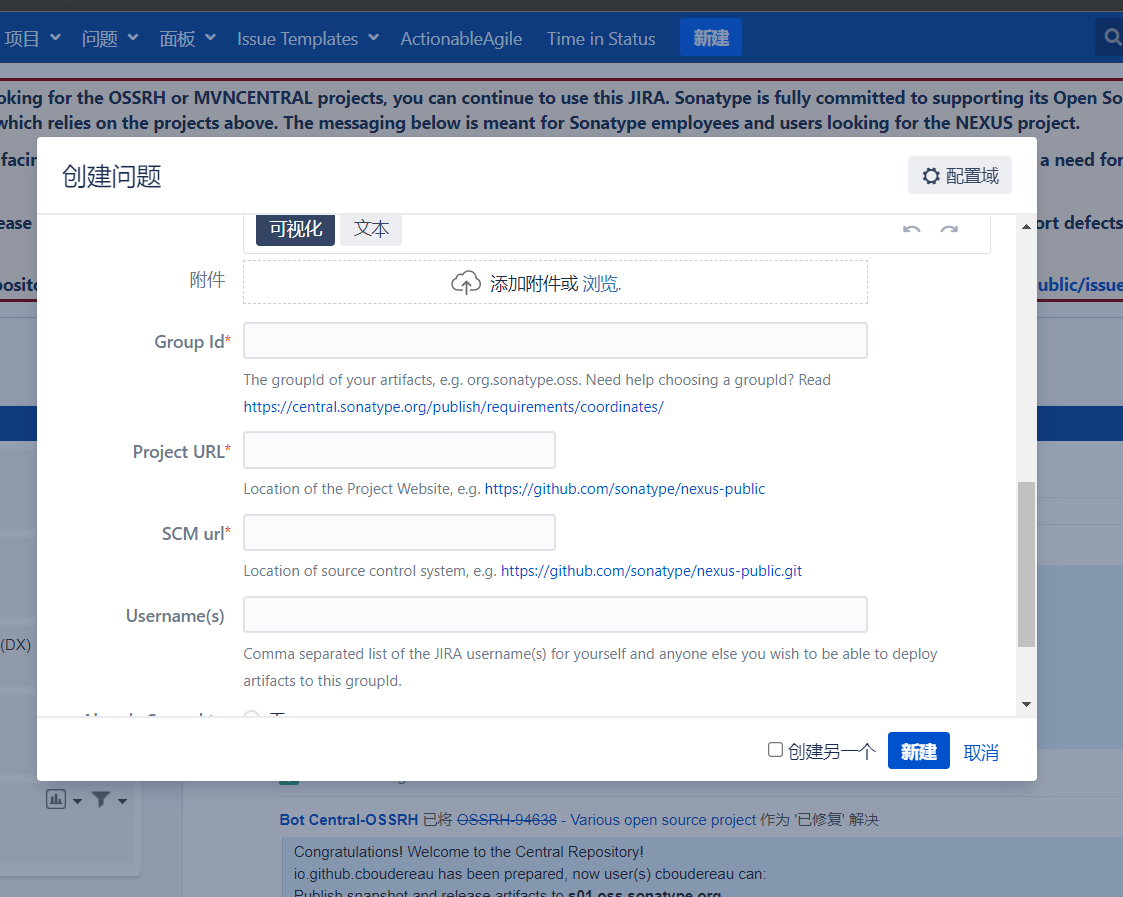 项目 问题 面板 Issue Templates ActionableAgile Time in Status 新建
oking for the OSSRH or MVNCENTRAL projects, you can continue to use this JIRA. Sonatype is fully committed to supporting its Open So
which relies on the projects above. The messaging below is meant for Sonatype employees and users looking for the NEXUS project.
facin a need for
ease ort defects
posito ublic/issue
创建问题 配置域
可视化 文本
附件 添加附件或 浏览.
Group Id*
The groupId of your artifacts, e.g. org.sonatype.oss. Need help choosing a groupId? Read
https://central.sonatype.org/publish/requirements/coordinates/
Project URL*
Location of the Project Website, e.g. https://github.com/sonatype/nexus-public
SCM url*
Location of source control system, e.g. https://github.com/sonatype/nexus-public.git
Username(s)
(DX)
Comma separated list of the JIRA username(s) for yourself and anyone else you wish to be able to deploy
artifacts to this groupId.
创建另一个 新建 取消
Bot Central-OSSRH 已将 OSSRH-94638 - Various open source project 作为 '已修复' 解决
Congratulations! Welcome to the Central Repository!
io.github.cboudereau has been prepared, now user(s) cboudereau can:
Publish snapshot and release artifacts to s01.oss.sonatype.org